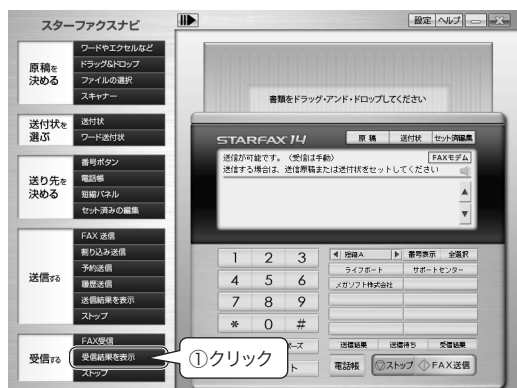 スターファクスナビ
設定 ヘルプ
原稿を
決める
ワードやエクセルなど
ドラッグ&ドロップ
ファイルの選択
スキャナー
送付状を
選ぶ
送付状
ワード送付状
送り先を
決める
番号ボタン
電話帳
短縮パネル
セット済みの編集
送信する
FAX 送信
割り込み送信
予約送信
履歴送信
送信結果を表示
ストップ
受信する
FAX受信
受信結果を表示
ストップ
①クリック
書類をドラッグ・アンド・ドロップしてください
STARFAX 14
原 稿 送付状 セット済編集
送信が可能です。〈受信は手動〉
FAXモデム
送信する場合は、送信原稿または送付状をセットしてください
1 2 3
4 5 6
7 8 9
* 0 #
ーズ
ト
短縮A 番号表示 全選択
ライフボート サポートセンター
メガソフト株式会社
送信結果 送信待ち 受信結果
電話帳 ストップ FAX送信